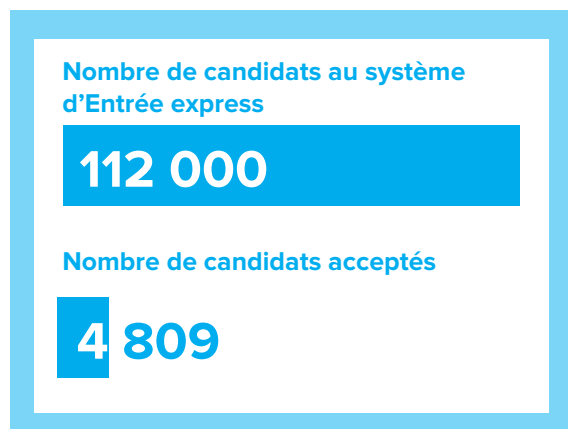 Nombre de candidats au système
d’Entrée express
112 000
Nombre de candidats acceptés
4 809